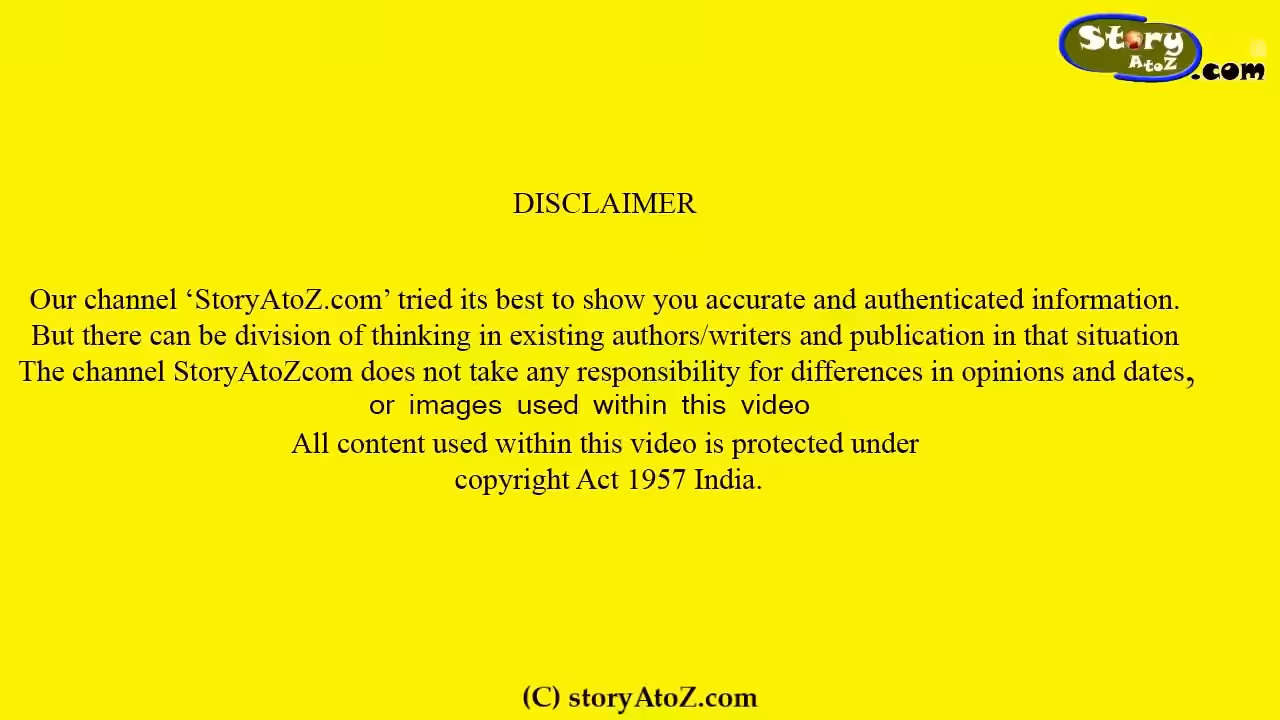 Story
AtoZ
.com
DISCLAIMER
Our channel ‘StoryAtoZ.com’ tried its best to show you accurate and authenticated information.
But there can be division of thinking in existing authors/writers and publication in that situation
The channel StoryAtoZcom does not take any responsibility for differences in opinions and dates,
or images used within this video
All content used within this video is protected under
copyright Act 1957 India.
(C) storyAtoZ.com